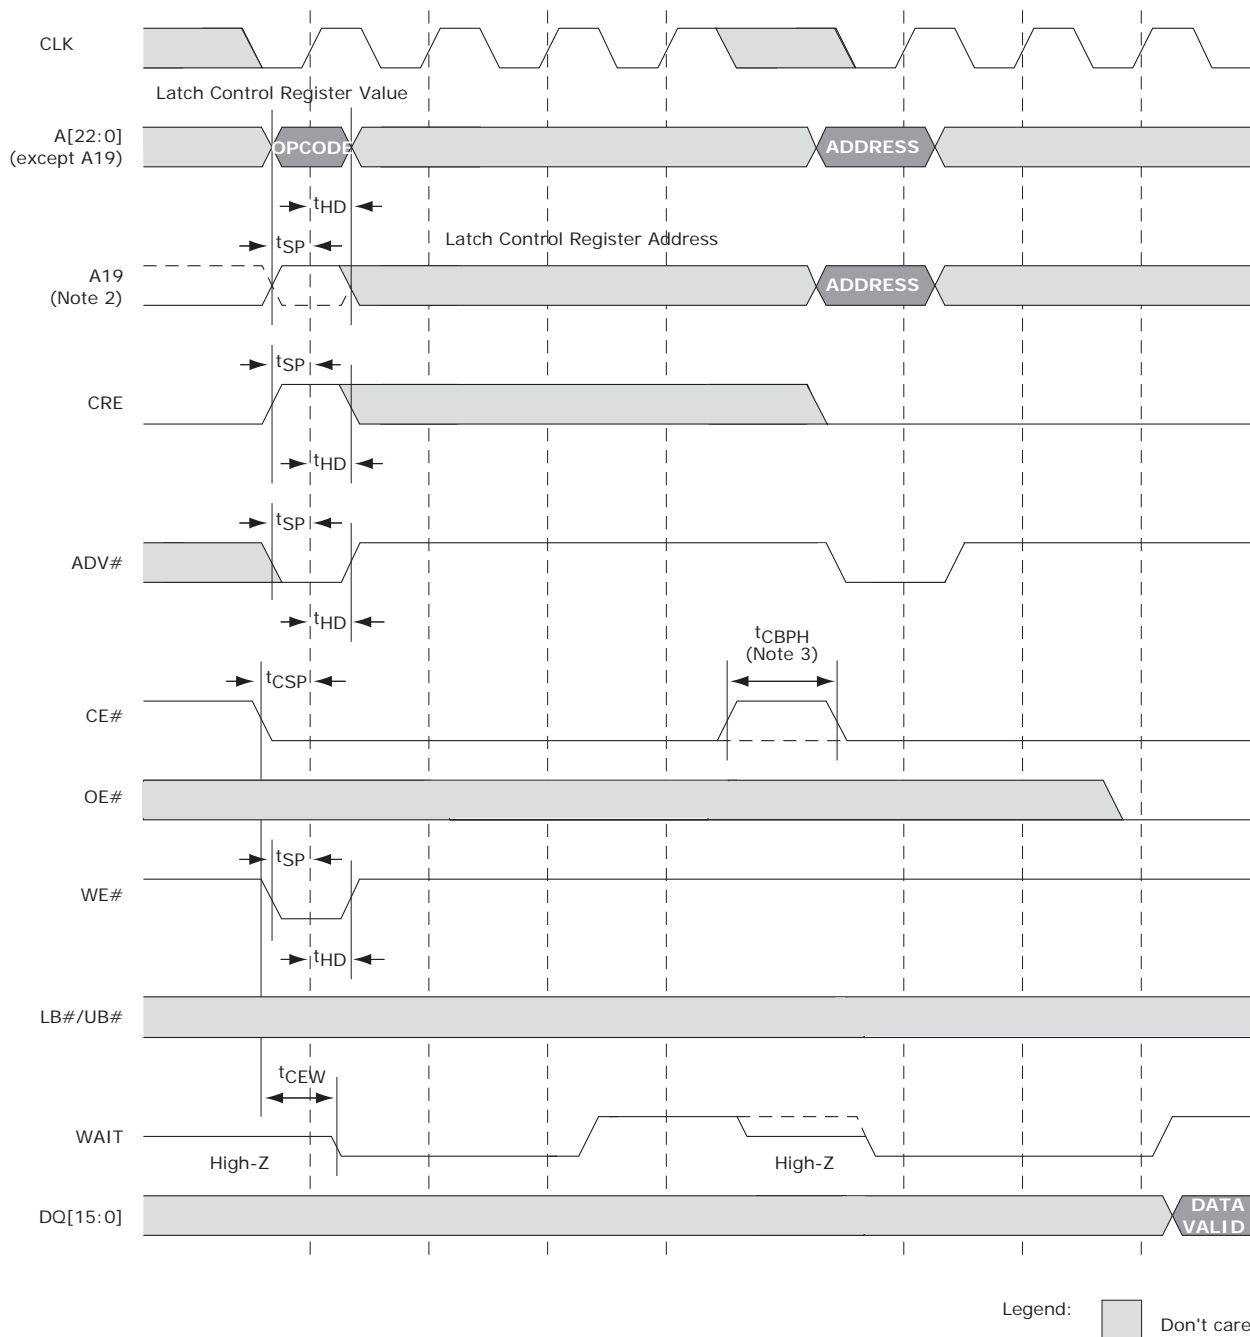 CLK
Latch Control Register Value
A[22:0]
(except A19)
OPCODE
ADDRESS
tHD
tSP
Latch Control Register Address
A19
(Note 2)
ADDRESS
tSP
CRE
tHD
tSP
ADV#
tHD
tCBPH
(Note 3)
tCSP
CE#
OE#
tSP
WE#
tHD
LB#/UB#
tCEW
WAIT
High-Z
High-Z
DQ[15:0]
DATA
VALID
Legend:
Don't care